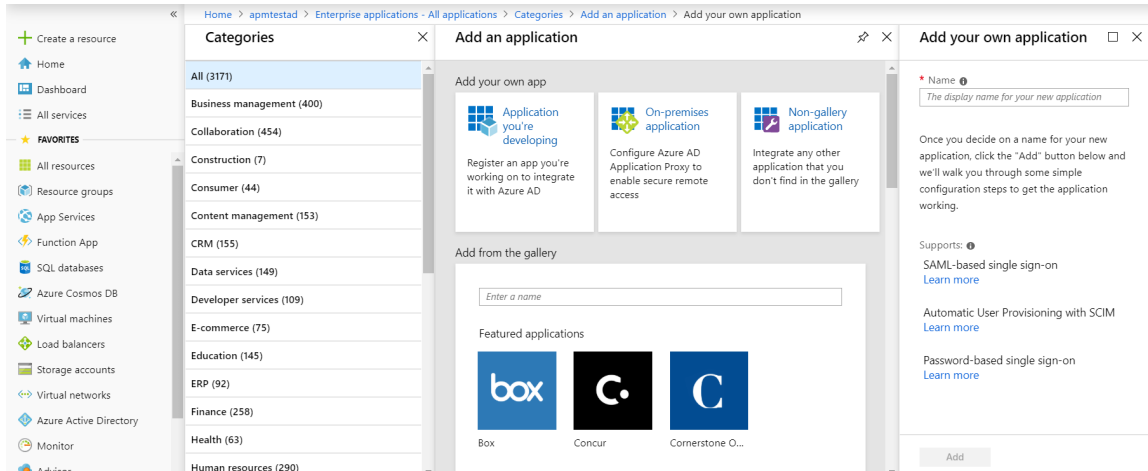 «
Home > apmtestad > Enterprise applications - All applications > Categories > Add an application > Add your own application
Create a resource
Home
Dashboard
All services
FAVORITES
All resources
Resource groups
App Services
Function App
SQL databases
Azure Cosmos DB
Virtual machines
Load balancers
Storage accounts
Virtual networks
Azure Active Directory
Monitor
Advisor
Categories
All (3171)
Business management (400)
Collaboration (454)
Construction (7)
Consumer (44)
Content management (153)
CRM (155)
Data services (149)
Developer services (109)
E-commerce (75)
Education (145)
ERP (92)
Finance (258)
Health (63)
Human resources (290)
Add an application
Add your own app
Application
you're
developing
Register an app you're
working on to integrate
it with Azure AD
On-premises
application
Configure Azure AD
Application Proxy to
enable secure remote
access
Non-gallery
application
Integrate any other
application that you
don't find in the gallery
Add from the gallery
Enter a name
Featured applications
box
C.
C
Box
Concur
Cornerstone O...
Add your own application
* Name
The display name for your new application
Once you decide on a name for your new
application, click the "Add" button below and
we'll walk you through some simple
configuration steps to get the application
working.
Supports:
SAML-based single sign-on
Learn more
Automatic User Provisioning with SCIM
Learn more
Password-based single sign-on
Learn more
Add